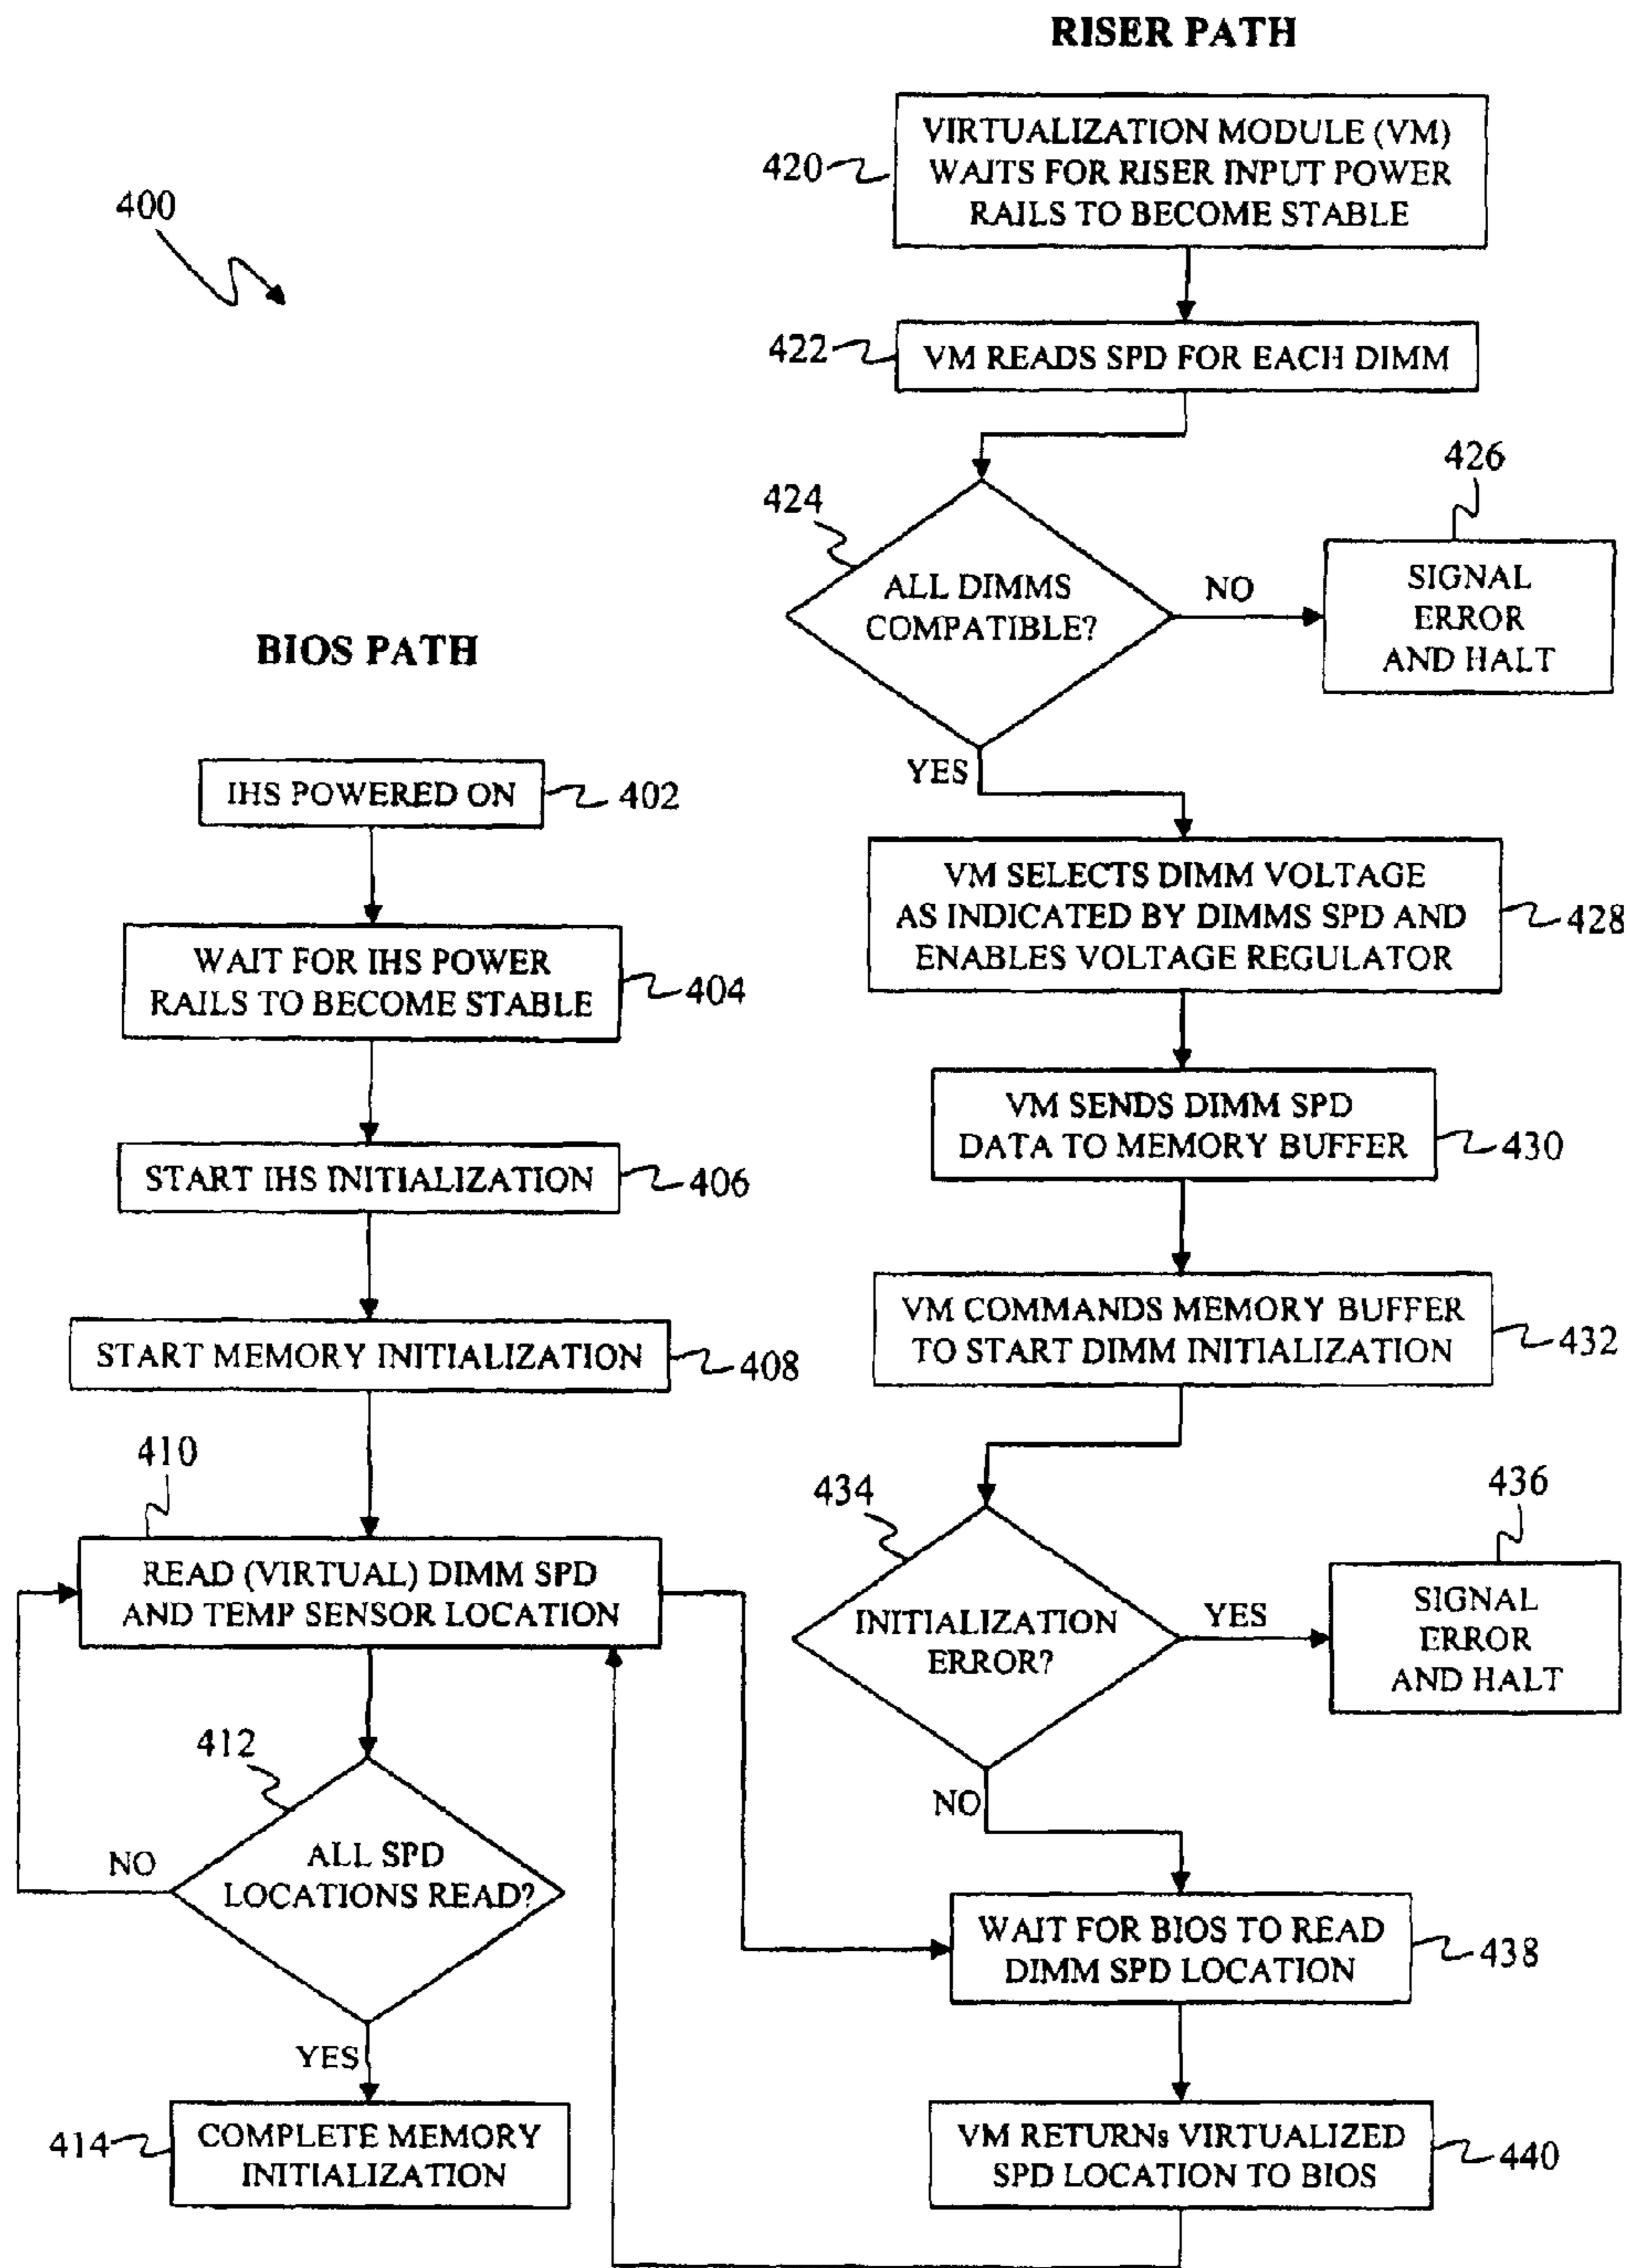 RISER PATH
VIRTUALIZATION MODULE (VM)
WAITS FOR RISER INPUT POWER
RAILS TO BECOME STABLE
420
400
422
VM READS SPD FOR EACH DIMM
424
426
ALL DIMMS
COMPATIBLE?
NO
SIGNAL
ERROR
AND HALT
YES
VM SELECTS DIMM VOLTAGE
AS INDICATED BY DIMMS SPD AND
ENABLES VOLTAGE REGULATOR
428
VM SENDS DIMM SPD
DATA TO MEMORY BUFFER
430
VM COMMANDS MEMORY BUFFER
TO START DIMM INITIALIZATION
432
434
436
INITIALIZATION
ERROR?
YES
SIGNAL
ERROR
AND HALT
NO
WAIT FOR BIOS TO READ
DIMM SPD LOCATION
438
VM RETURNs VIRTUALIZED
SPD LOCATION TO BIOS
440
BIOS PATH
IHS POWERED ON
402
WAIT FOR IHS POWER
RAILS TO BECOME STABLE
404
START IHS INITIALIZATION
406
START MEMORY INITIALIZATION
408
410
READ (VIRTUAL) DIMM SPD
AND TEMP SENSOR LOCATION
412
ALL SPD
LOCATIONS READ?
NO
YES
414
COMPLETE MEMORY
INITIALIZATION